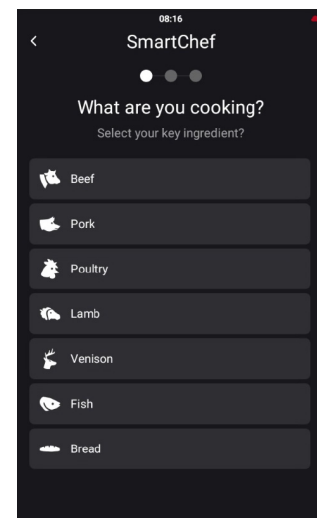 08:16
SmartChef
What are you cooking?
Select your key ingredient?
Beef
Pork
Poultry
Lamb
Venison
Fish
Bread